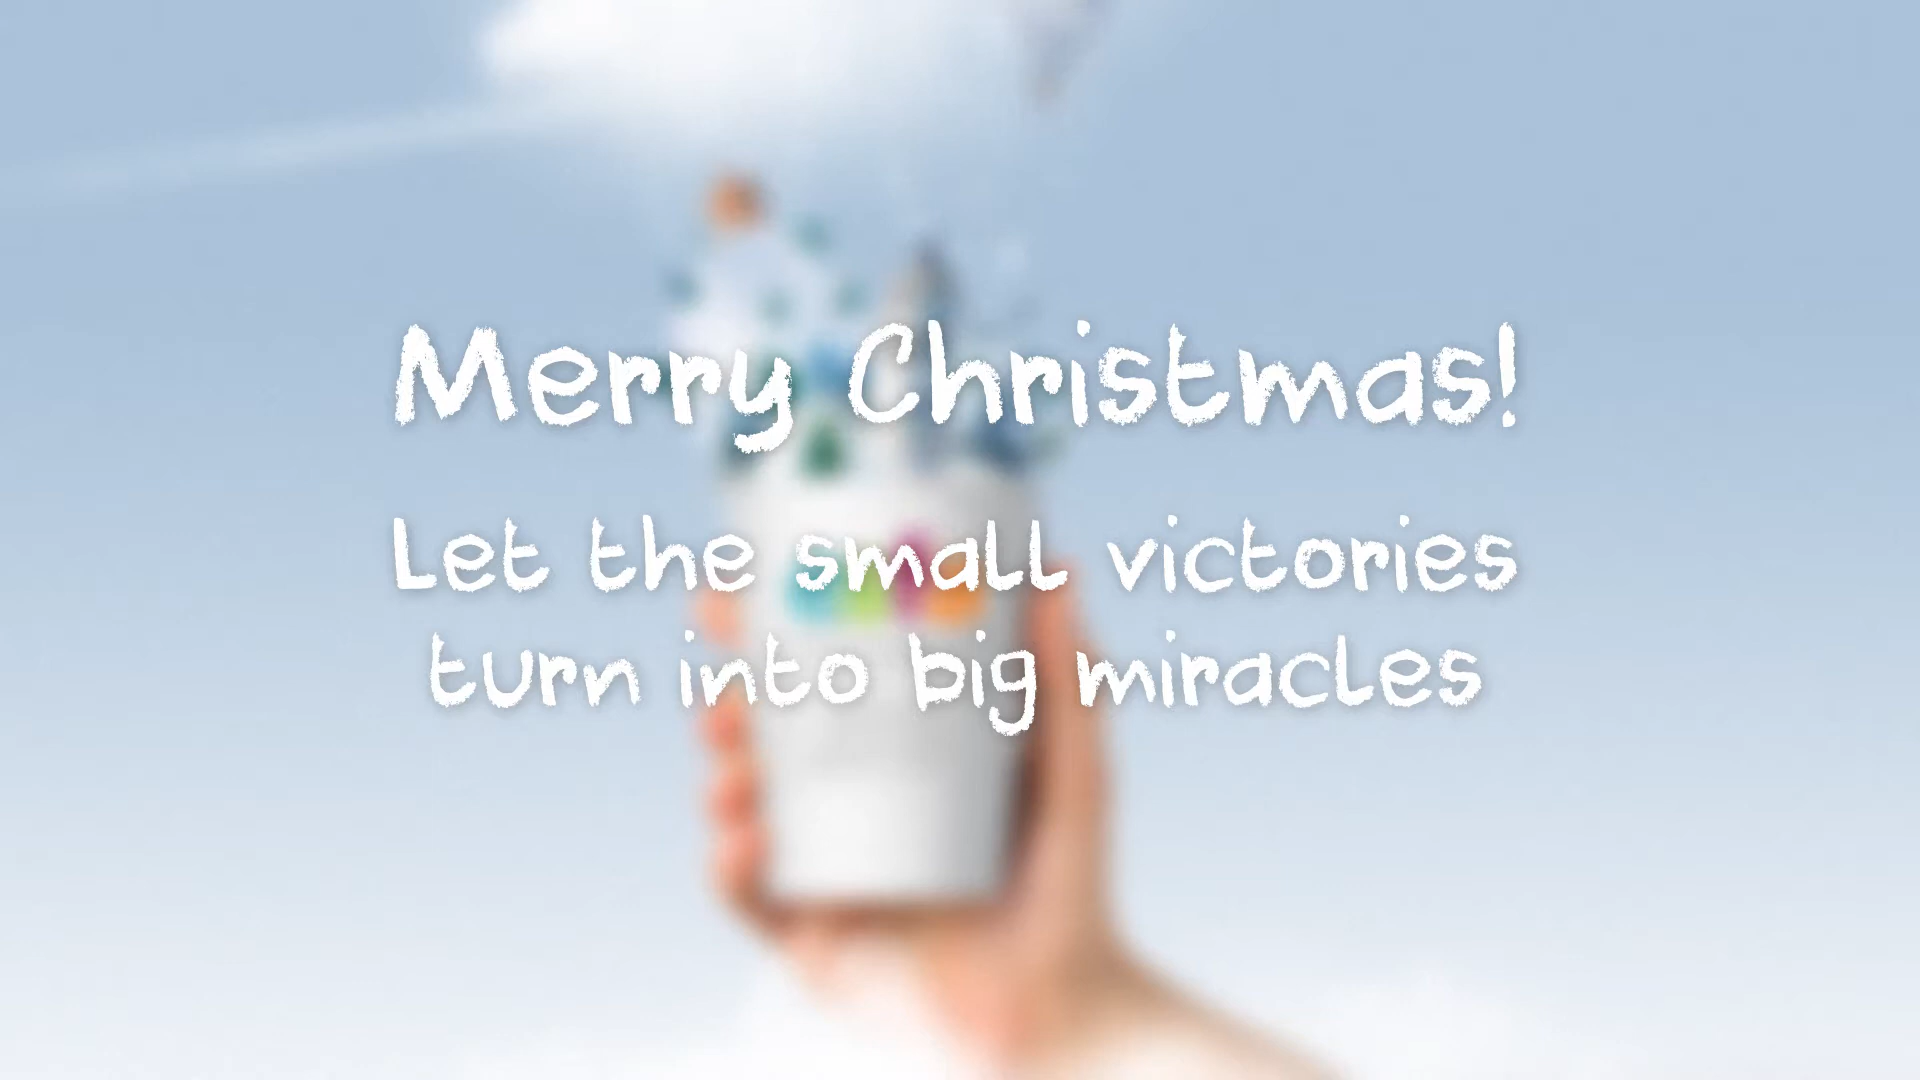 Merry Christmas!
Let the small victories
turn into big miracles